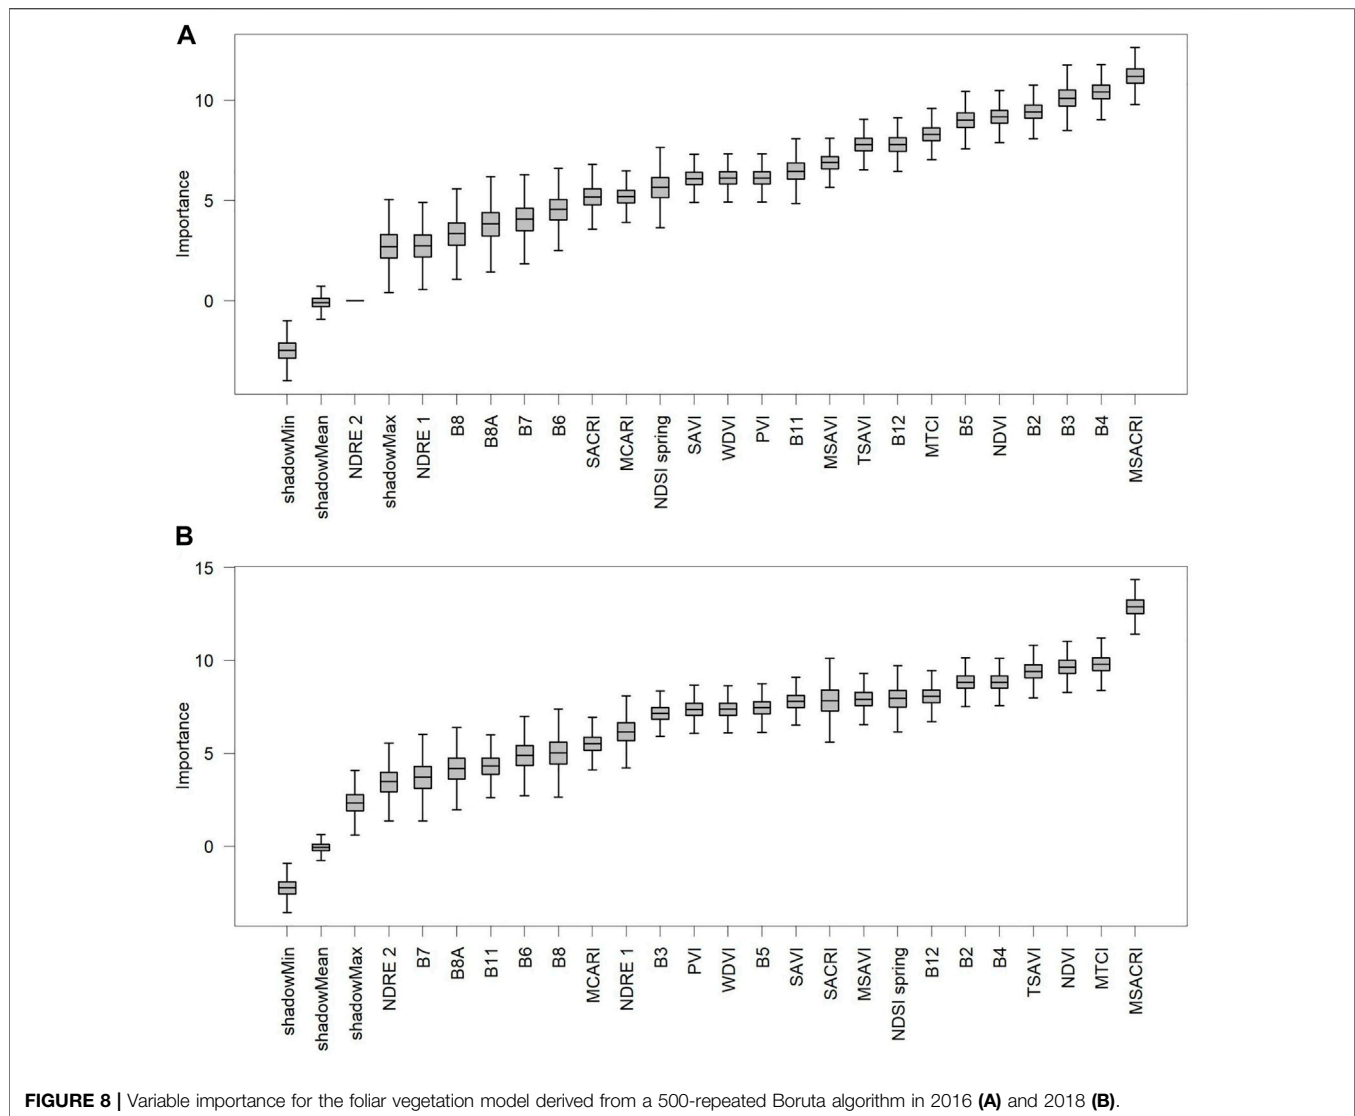 A
Importance
10
5
0
shadowMin
shadowMean
NDRE 2
shadowMax
NDRE 1
B8
B8A
B7
B6
SACRI
MCARI
NDSI spring
SAVI
WDVI
PVI
B11
MSAVI
TSAVI
B12
MTCI
B5
NDVI
B2
B3
B4
MSACRI
B
Importance
15
10
5
0
shadowMin
shadowMean
shadowMax
NDRE 2
B7
B8A
B11
B6
B8
MCARI
NDRE 1
B3
PVI
WDVI
B5
SAVI
SACRI
MSAVI
NDSI spring
B12
B2
B4
TSAVI
NDVI
MTCI
MSACRI
FIGURE 8 | Variable importance for the foliar vegetation model derived from a 500-repeated Boruta algorithm in 2016 (A) and 2018 (B).